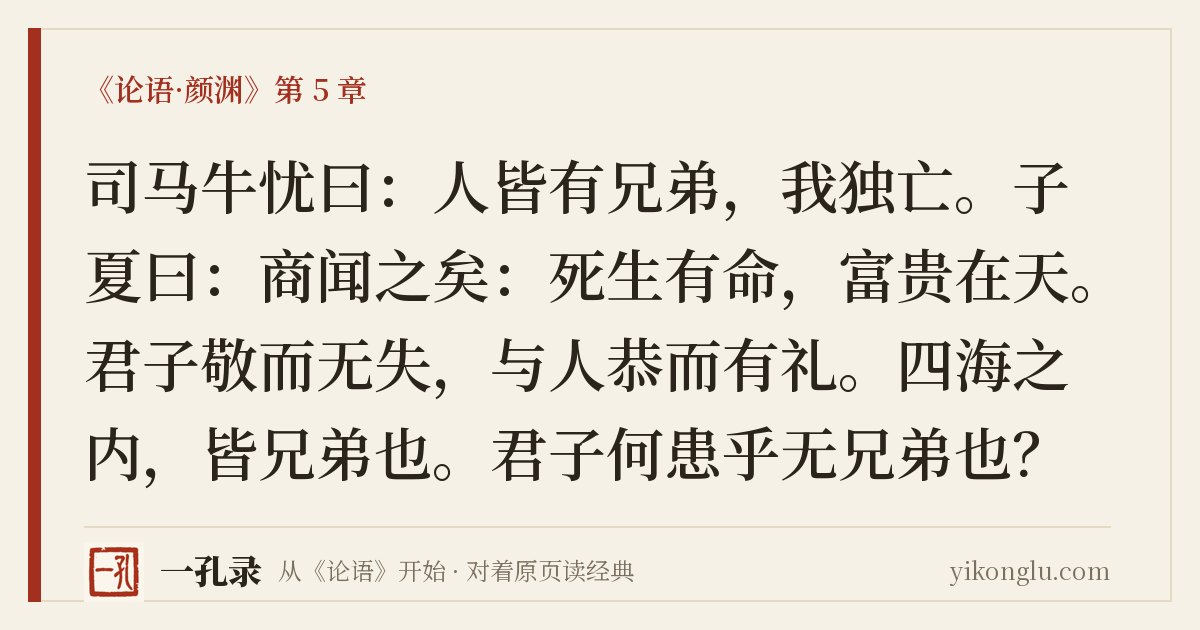 《论语·颜渊》第 5 章
司马牛忧曰：人皆有兄弟，我独亡。子
夏曰：商闻之矣：死生有命，富贵在天。
君子敬而无失，与人恭而有礼。四海之
内，皆兄弟也。君子何患乎无兄弟也？
一孔
一孔录 从《论语》开始 · 对着原页读经典 yikonglu.com